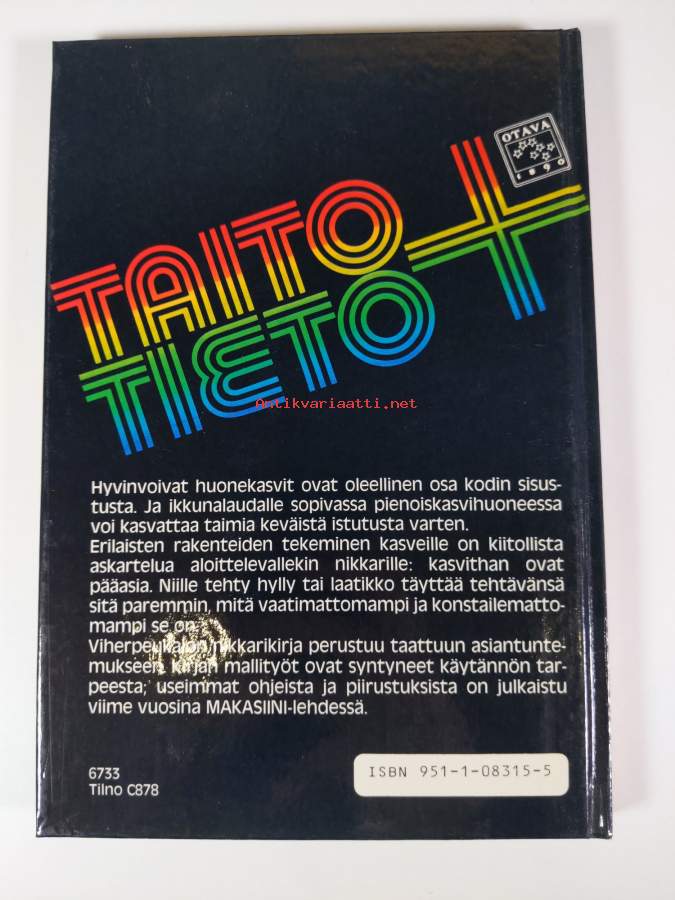 OTAVA
1890
TAITO
TIETO
+
Antikvariaatti.net
Hyvinvoivat huonekasvit ovat oleellinen osa kodin sisus-
tusta. Ja ikkunalaudalle sopivassa pienoiskasvihuoneessa
voi kasvattaa taimia keväistä istutusta varten.
Erilaisten rakenteiden tekeminen kasveille on kiitollista
askartelua aloittelevallekin nikkarille: kasvithan ovat
pääasia. Niille tehty hylly tai laatikko täyttää tehtävänsä
sitä paremmin, mitä vaatimattomampi ja konstailematto-
mampi se on.
Viherpeukalon nikkarikirja perustuu taattuun asiantunte-
mukseen, kirjan mallityöt ovat syntyneet käytännön tar-
peesta; useimmat ohjeista ja piirustuksista on julkaistu
viime vuosina MAKASIINI-lehdessä.
6733
Tilno C878
ISBN 951-1-08315-5